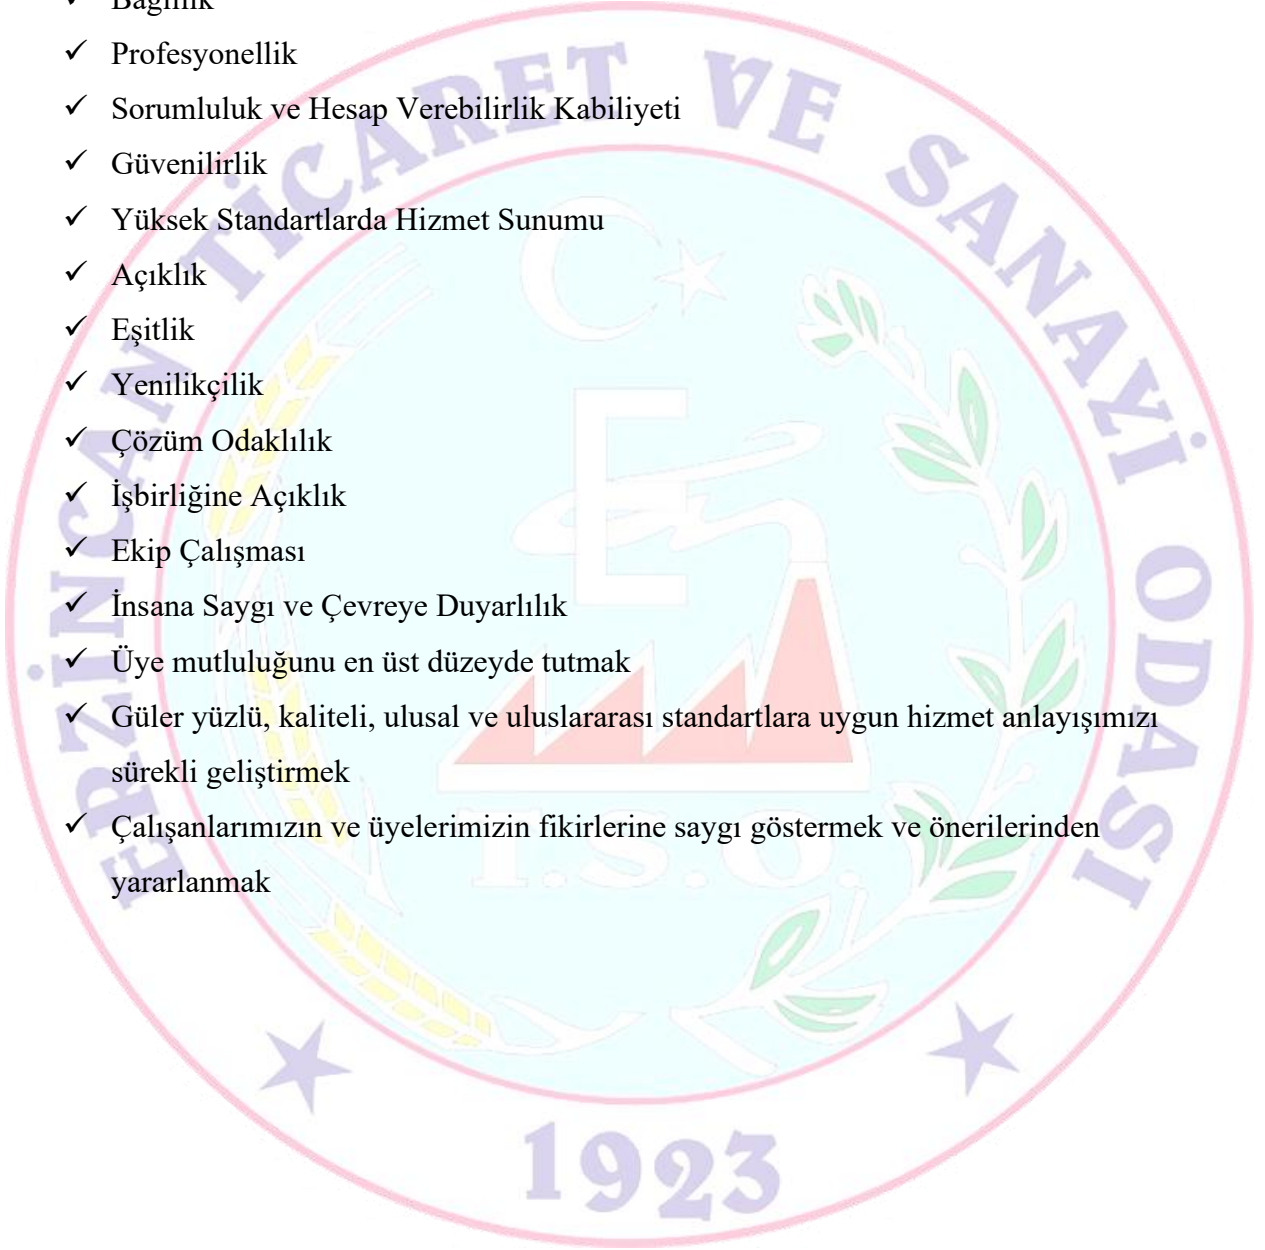 ✓ Profesyonellik
✓ Sorumluluk ve Hesap Verebilirlik Kabiliyeti
✓ Güvenilirlik
✓ Yüksek Standartlarda Hizmet Sunumu
✓ Açıklık
✓ Eşitlik
✓ Yenilikçilik
✓ Çözüm Odaklılık
✓ İşbirliğine Açıklık
✓ Ekip Çalışması
✓ İnsana Saygı ve Çevreye Duyarlılık
✓ Üye mutluluğunu en üst düzeyde tutmak
✓ Güler yüzlü, kaliteli, ulusal ve uluslararası standartlara uygun hizmet anlayışımızı
sürekli geliştirmek
✓ Çalışanlarımızın ve üyelerimizin fikirlerine saygı göstermek ve önerilerinden
yararlanmak
ERZİNCAN TİCARET VE SANAYİ ODASI
E
T.S.O.
1923